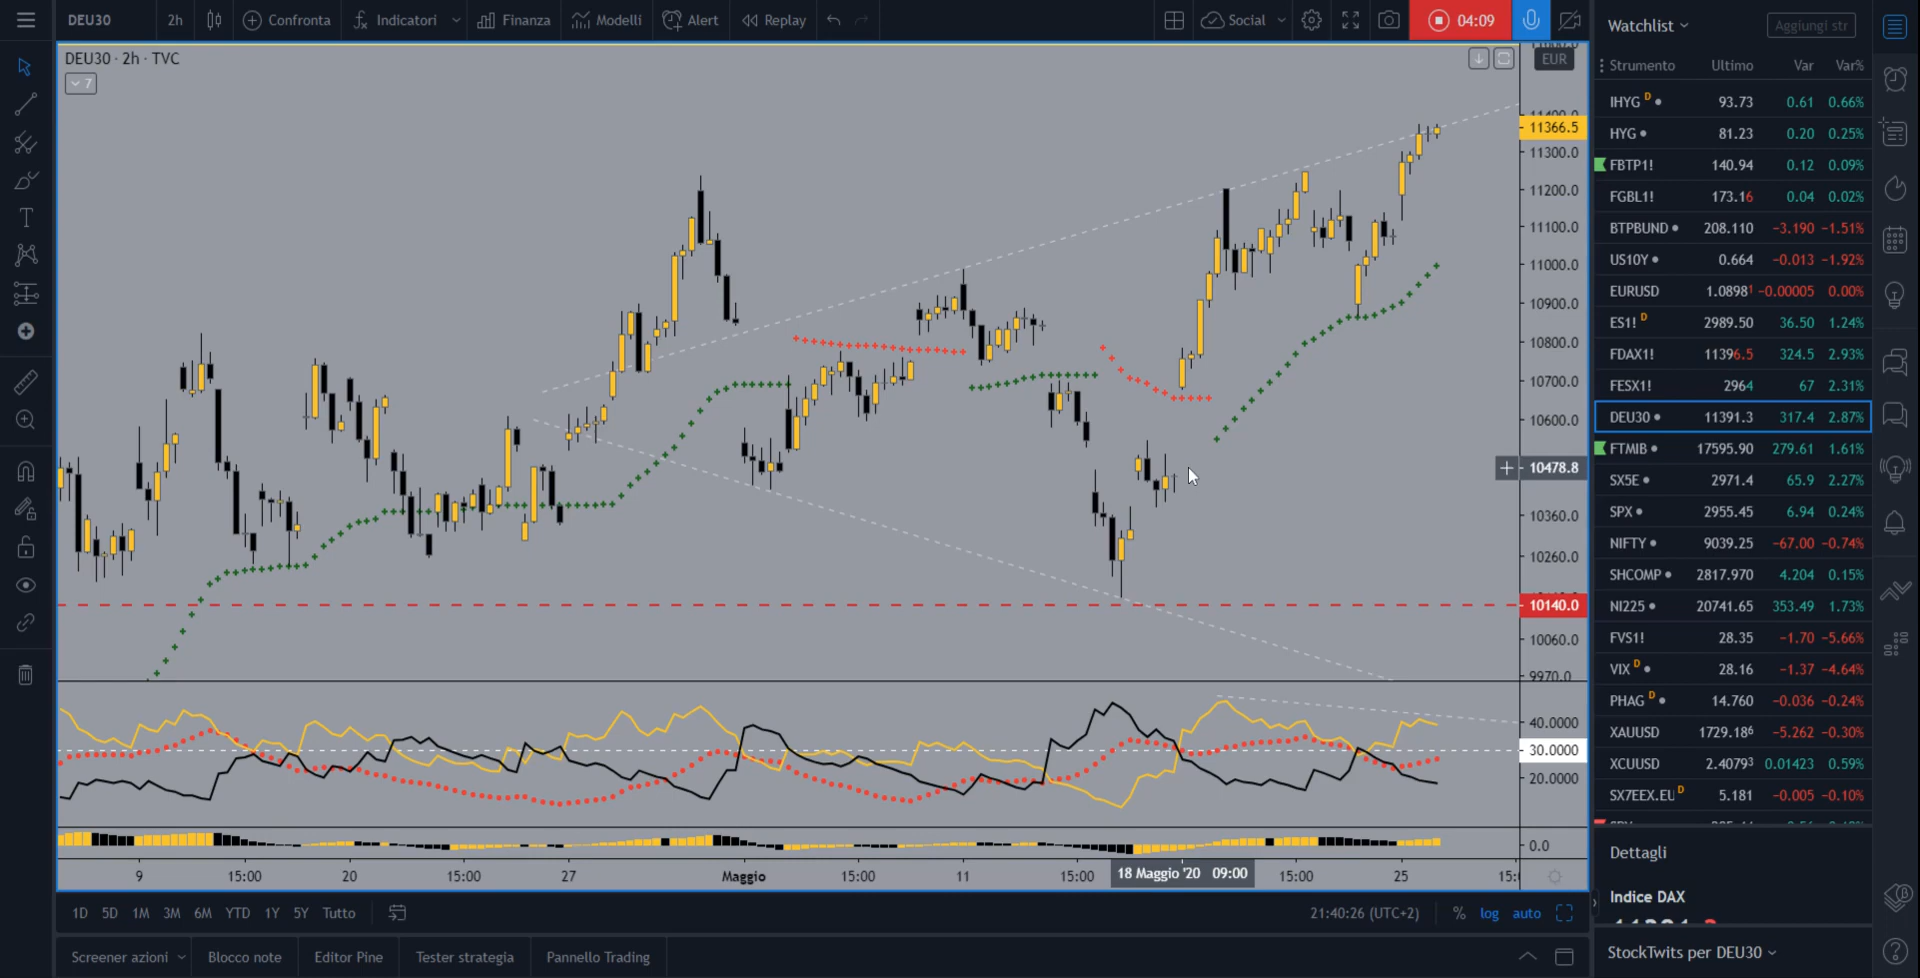 DEU30 2h Confronta Indicatori Finanza Modelli Alert Replay Social 04:09
DEU30 · 2h · TVC
7
EUR
11366.5
11300.0
11200.0
11100.0
11000.0
10900.0
10800.0
10700.0
10600.0
10478.8
10360.0
10260.0
10140.0
10060.0
9970.0
40.0000
30.0000
20.0000
0.0
9 15:00 20 15:00 27 Maggio 15:00 11 15:00 18 Maggio '20 09:00 15:00 25
1D 5D 1M 3M 6M YTD 1Y 5Y Tutto 21:40:26 (UTC+2) % log auto
Screener azioni Blocco note Editor Pine Tester strategia Pannello Trading
Watchlist Aggiungi str
Strumento Ultimo Var Var%
IHYG D 93.73 0.61 0.66%
HYG 81.23 0.20 0.25%
FBTP1! 140.94 0.12 0.09%
FGBL1! 173.16 0.04 0.02%
BTPBUND 208.110 −3.190 −1.51%
US10Y 0.664 −0.013 −1.92%
EURUSD 1.0898¹ −0.00005 0.00%
ES1! D 2989.50 36.50 1.24%
FDAX1! 11396.5 324.5 2.93%
FESX1! 2964 67 2.31%
DEU30 11391.3 317.4 2.87%
FTMIB 17595.90 279.61 1.61%
SX5E 2971.4 65.9 2.27%
SPX 2955.45 6.94 0.24%
NIFTY 9039.25 −67.00 −0.74%
SHCOMP 2817.970 4.204 0.15%
NI225 20741.65 353.49 1.73%
FVS1! 28.35 −1.70 −5.66%
VIX D 28.16 −1.37 −4.64%
PHAG D 14.760 −0.036 −0.24%
XAUUSD 1729.18⁶ −5.262 −0.30%
XCUUSD 2.4079³ 0.01423 0.59%
SX7EEX.EU D 5.181 −0.005 −0.10%
Dettagli
Indice DAX
StockTwits per DEU30